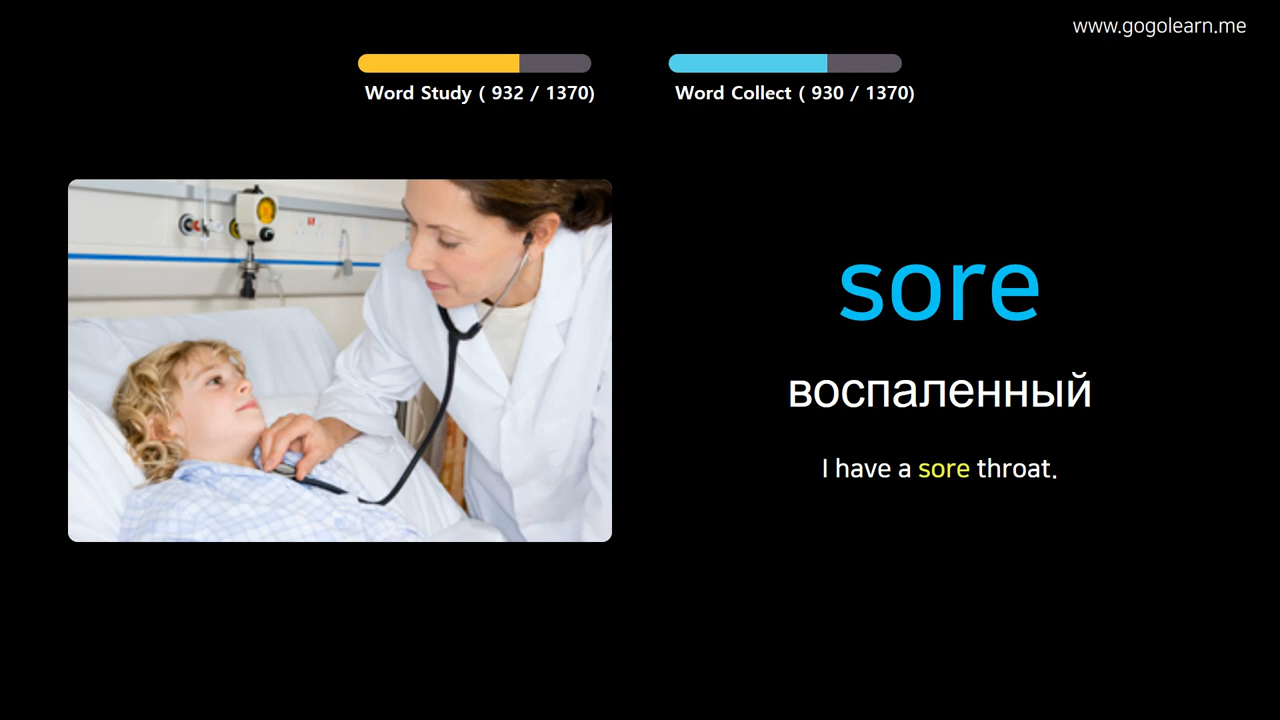 www.gogolearn.me
Word Study ( 932 / 1370)
Word Collect ( 930 / 1370)
sore
воспаленный
I have a sore throat.